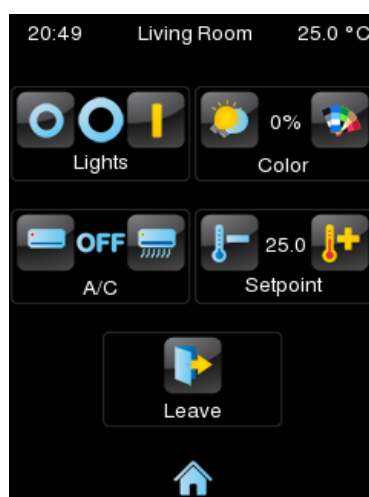 20:49 Living Room 25.0 °C
0%
Lights Color
OFF 25.0
A/C Setpoint
Leave